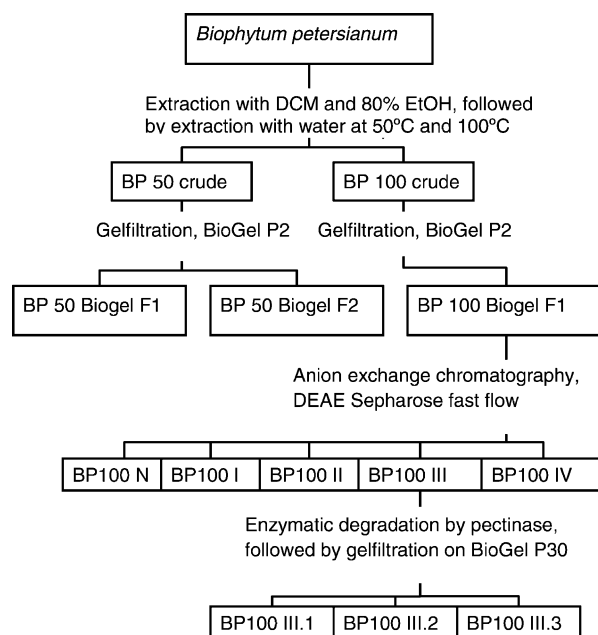 Biophytum petersianum
Extraction with DCM and 80% EtOH, followed
by extraction with water at 50ºC and 100ºC
BP 50 crude
BP 100 crude
Gelfiltration, BioGel P2
Gelfiltration, BioGel P2
BP 50 Biogel F1
BP 50 Biogel F2
BP 100 Biogel F1
Anion exchange chromatography,
DEAE Sepharose fast flow
BP100 N
BP100 I
BP100 II
BP100 III
BP100 IV
Enzymatic degradation by pectinase,
followed by gelfiltration on BioGel P30
BP100 III.1
BP100 III.2
BP100 III.3